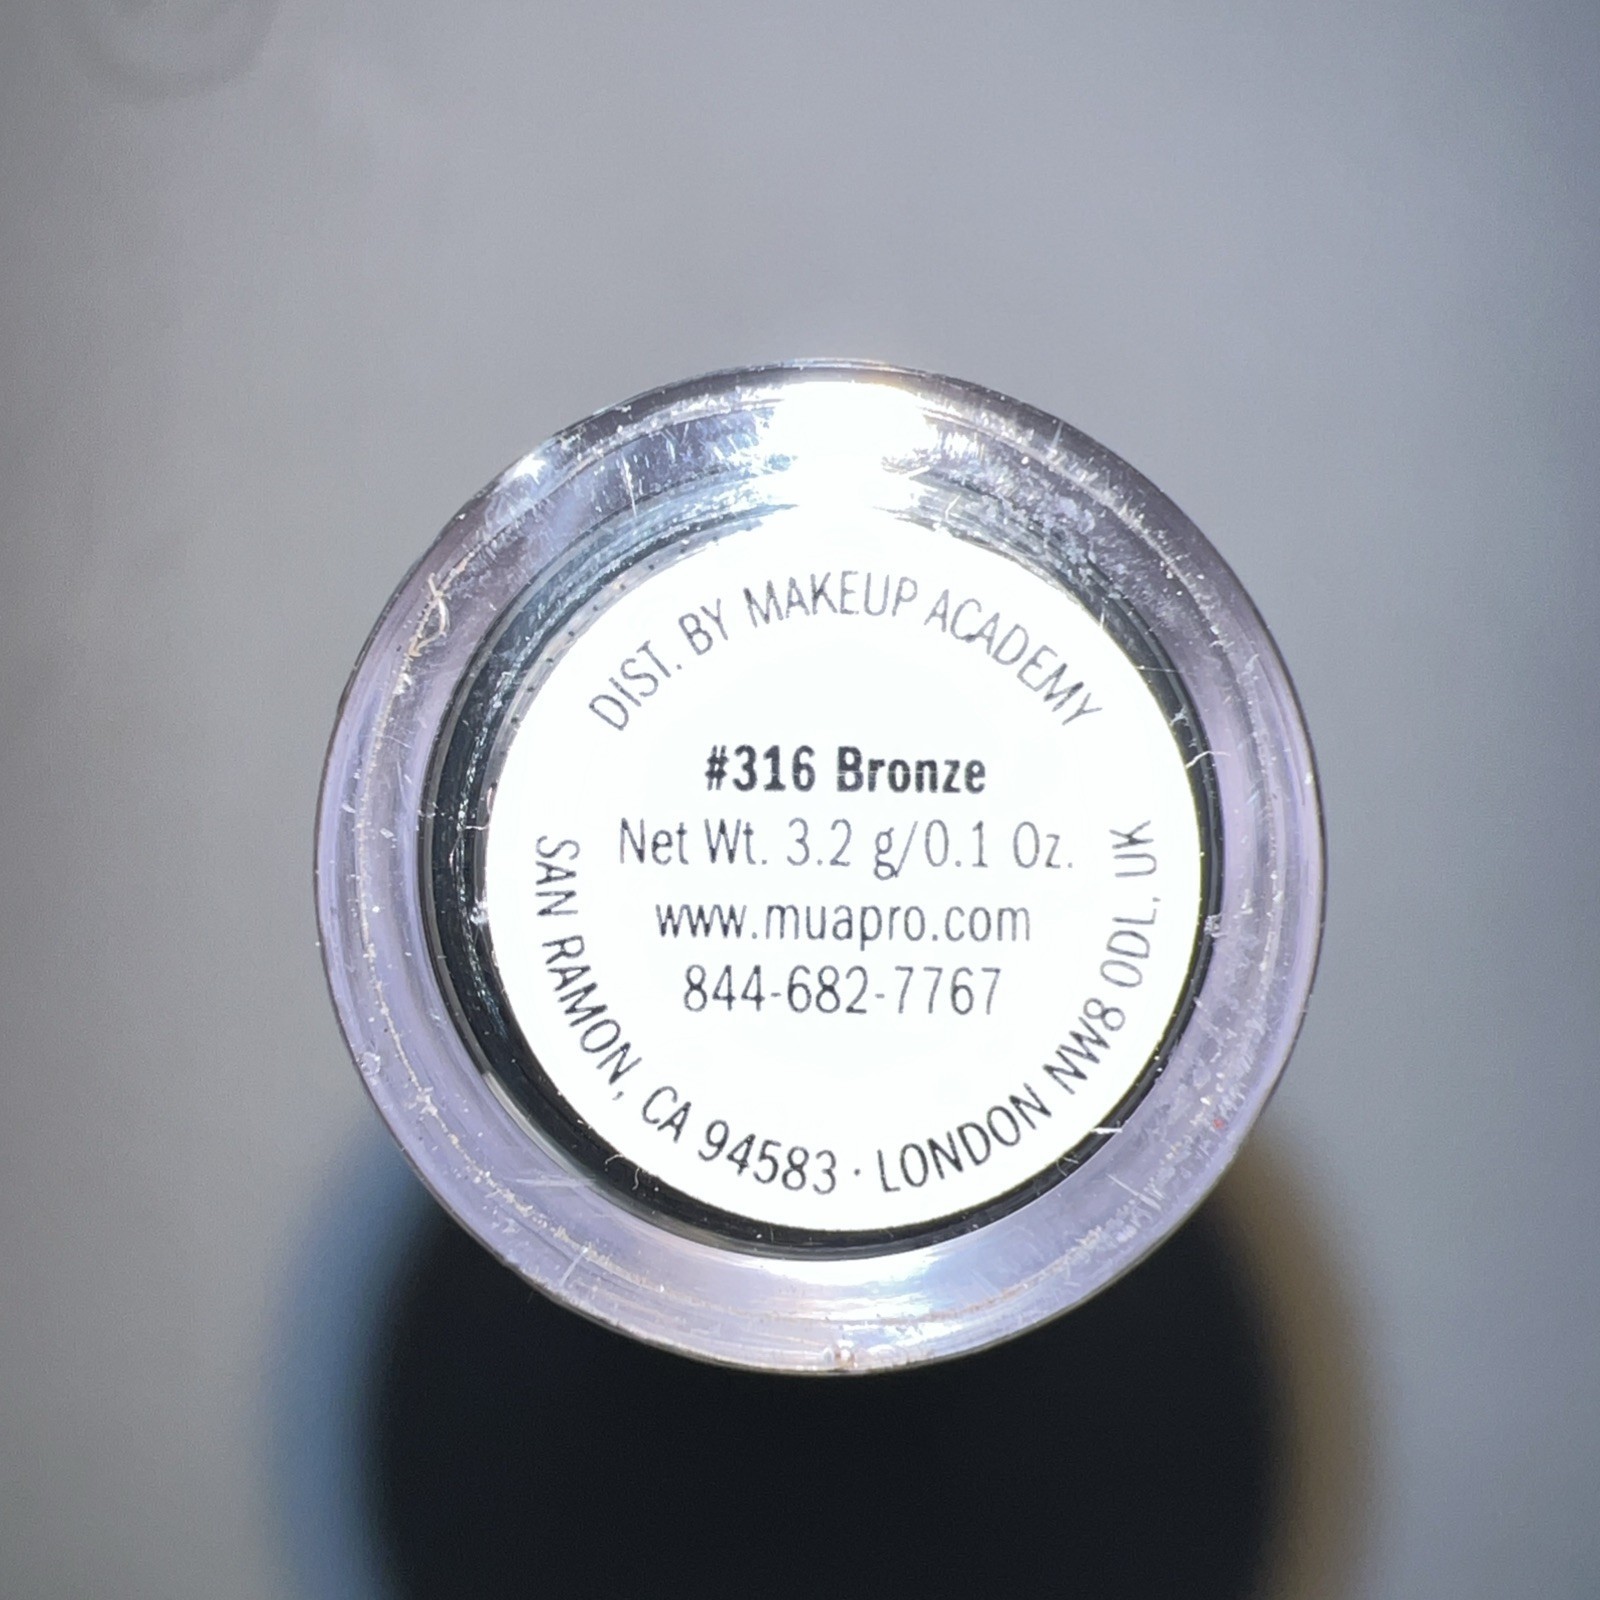 DIST. BY MAKEUP ACADEMY
#316 Bronze
Net Wt. 3.2 g/0.1 Oz.
www.muapro.com
844-682-7767
SAN RAMON, CA 94583 · LONDON NW8 0DL, UK